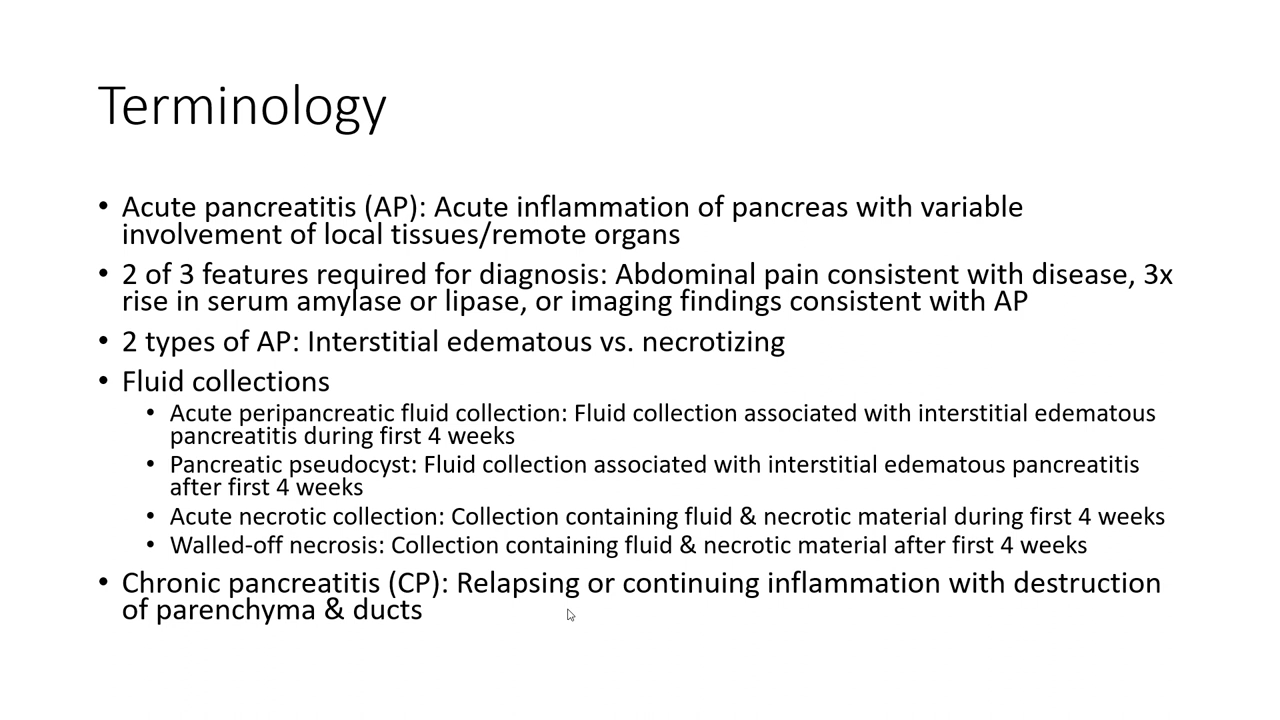 Terminology
• Acute pancreatitis (AP): Acute inflammation of pancreas with variable
involvement of local tissues/remote organs
• 2 of 3 features required for diagnosis: Abdominal pain consistent with disease, 3x
rise in serum amylase or lipase, or imaging findings consistent with AP
• 2 types of AP: Interstitial edematous vs. necrotizing
• Fluid collections
• Acute peripancreatic fluid collection: Fluid collection associated with interstitial edematous
pancreatitis during first 4 weeks
• Pancreatic pseudocyst: Fluid collection associated with interstitial edematous pancreatitis
after first 4 weeks
• Acute necrotic collection: Collection containing fluid & necrotic material during first 4 weeks
• Walled-off necrosis: Collection containing fluid & necrotic material after first 4 weeks
• Chronic pancreatitis (CP): Relapsing or continuing inflammation with destruction
of parenchyma & ducts